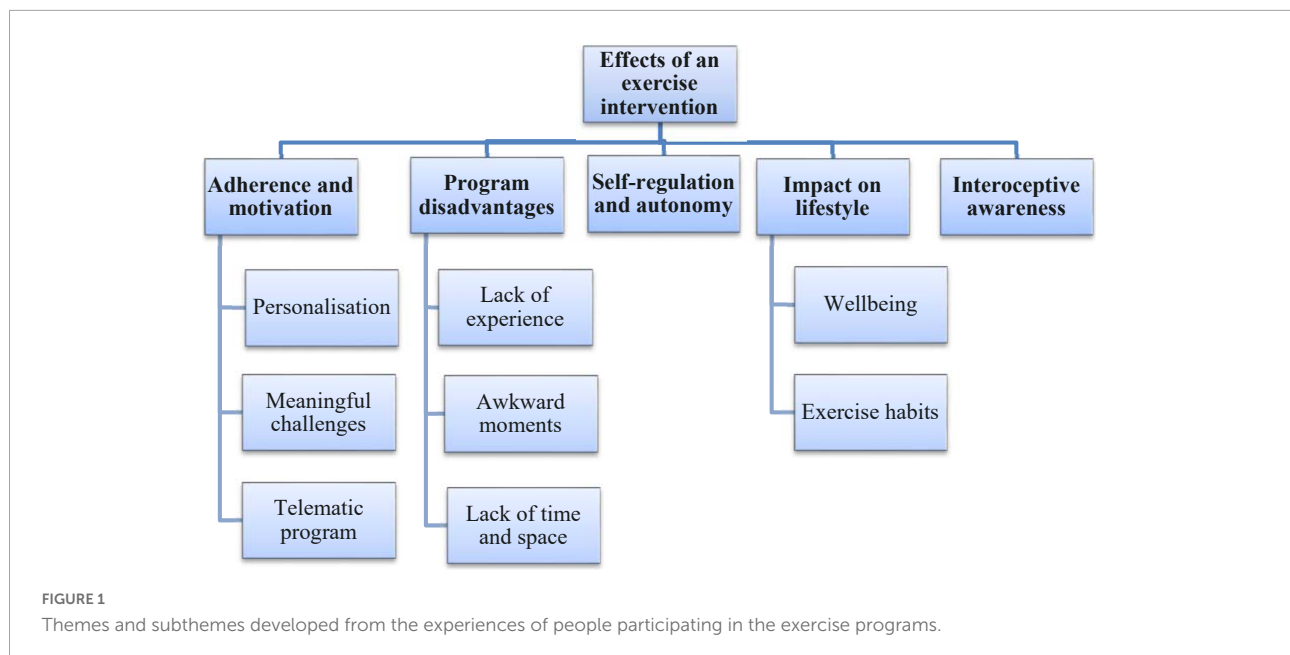 Effects of an
exercise
intervention
Adherence and
motivation
Program
disadvantages
Self-regulation
and autonomy
Impact on
lifestyle
Interoceptive
awareness
Personalisation
Meaningful
challenges
Telematic
program
Lack of
experience
Awkward
moments
Lack of time
and space
Wellbeing
Exercise habits
FIGURE 1
Themes and subthemes developed from the experiences of people participating in the exercise programs.